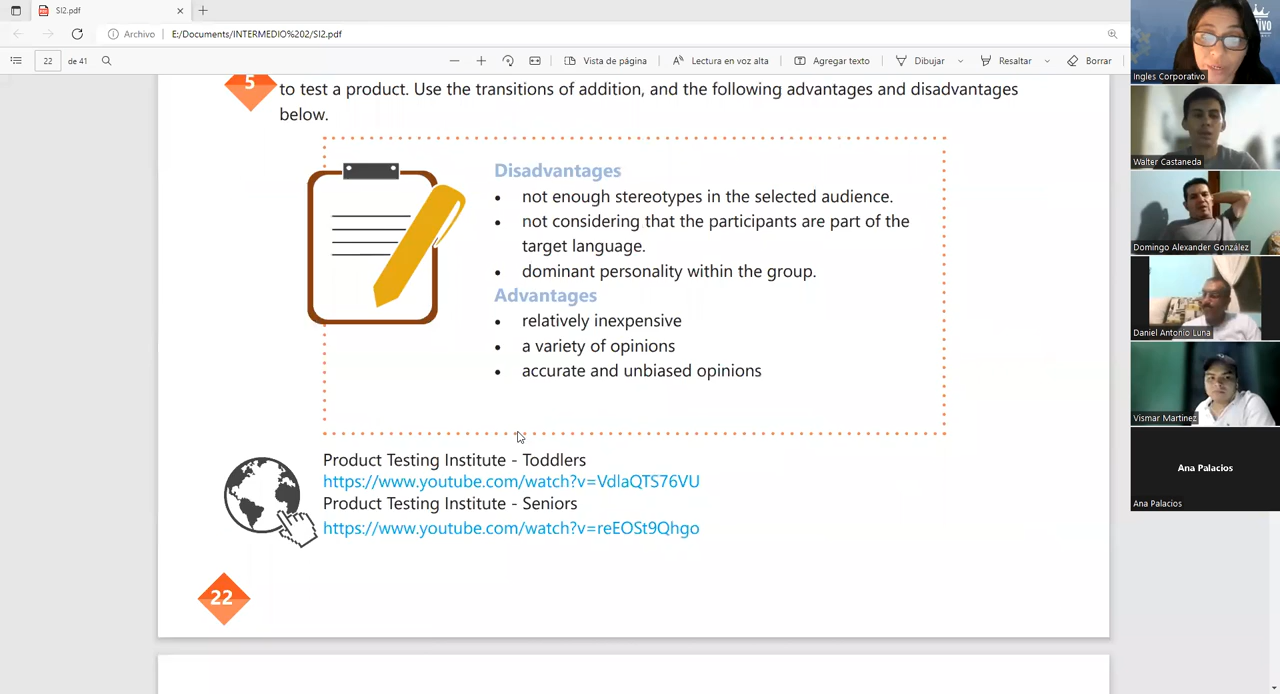 SI2.pdf
Archivo
E:/Documents/INTERMEDIO%202/SI2.pdf
22
de 41
Vista de página
Lectura en voz alta
Agregar texto
Dibujar
Resaltar
Borrar
5
to test a product. Use the transitions of addition, and the following advantages and disadvantages
below.
Disadvantages
• not enough stereotypes in the selected audience.
• not considering that the participants are part of the
target language.
• dominant personality within the group.
Advantages
• relatively inexpensive
• a variety of opinions
• accurate and unbiased opinions
Product Testing Institute - Toddlers
https://www.youtube.com/watch?v=VdlaQTS76VU
Product Testing Institute - Seniors
https://www.youtube.com/watch?v=reEOSt9Qhgo
22
Ingles Corporativo
Walter Castaneda
Domingo Alexander González
Daniel Antonio Luna
Vismar Martinez
Ana Palacios
Ana Palacios